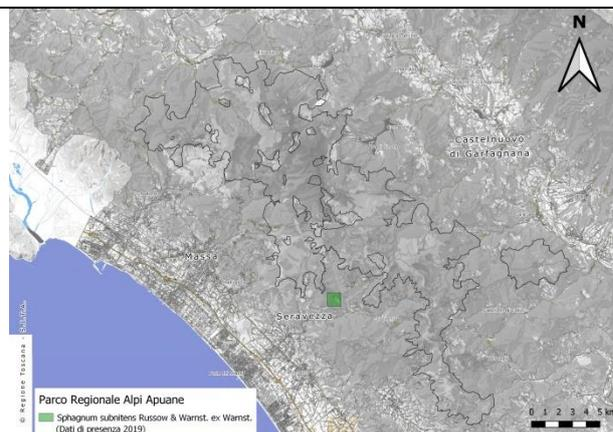 N
Castelnuovo
di Garfagnana
Massa
Seravezza
© Regione Toscana - S.I.T.A.
Parco Regionale Alpi Apuane
Sphagnum subnitens Russow & Warnst. ex Warnst.
(Dati di presenza 2019)
0 1 2 3 4 5 km